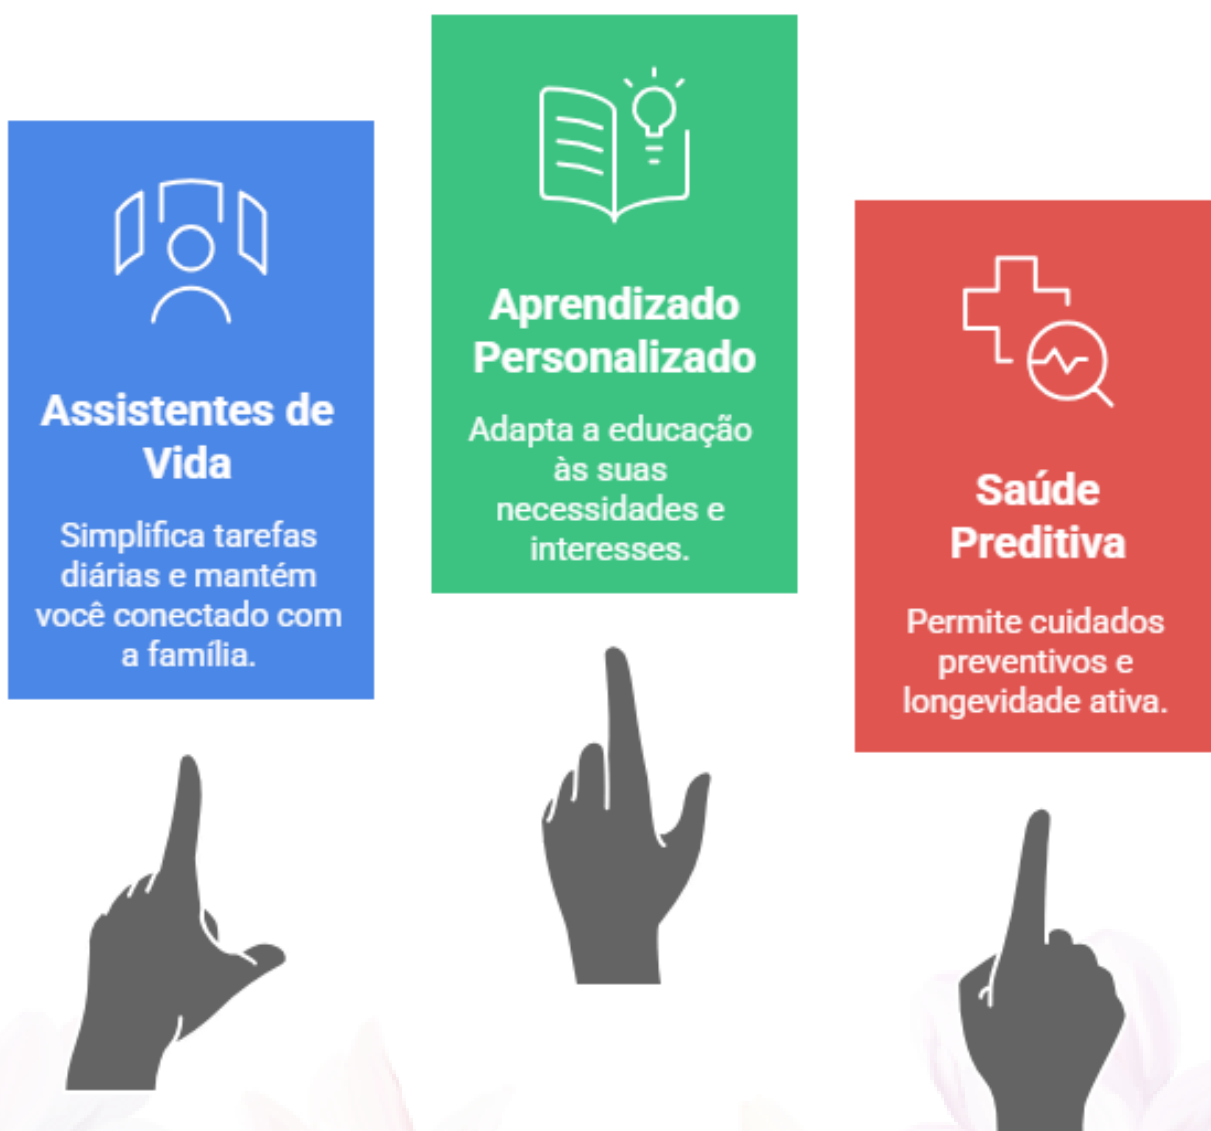 Assistentes de
Vida
Simplifica tarefas
diárias e mantém
você conectado com
a família.
Aprendizado
Personalizado
Adapta a educação
às suas
necessidades e
interesses.
Saúde
Preditiva
Permite cuidados
preventivos e
longevidade ativa.